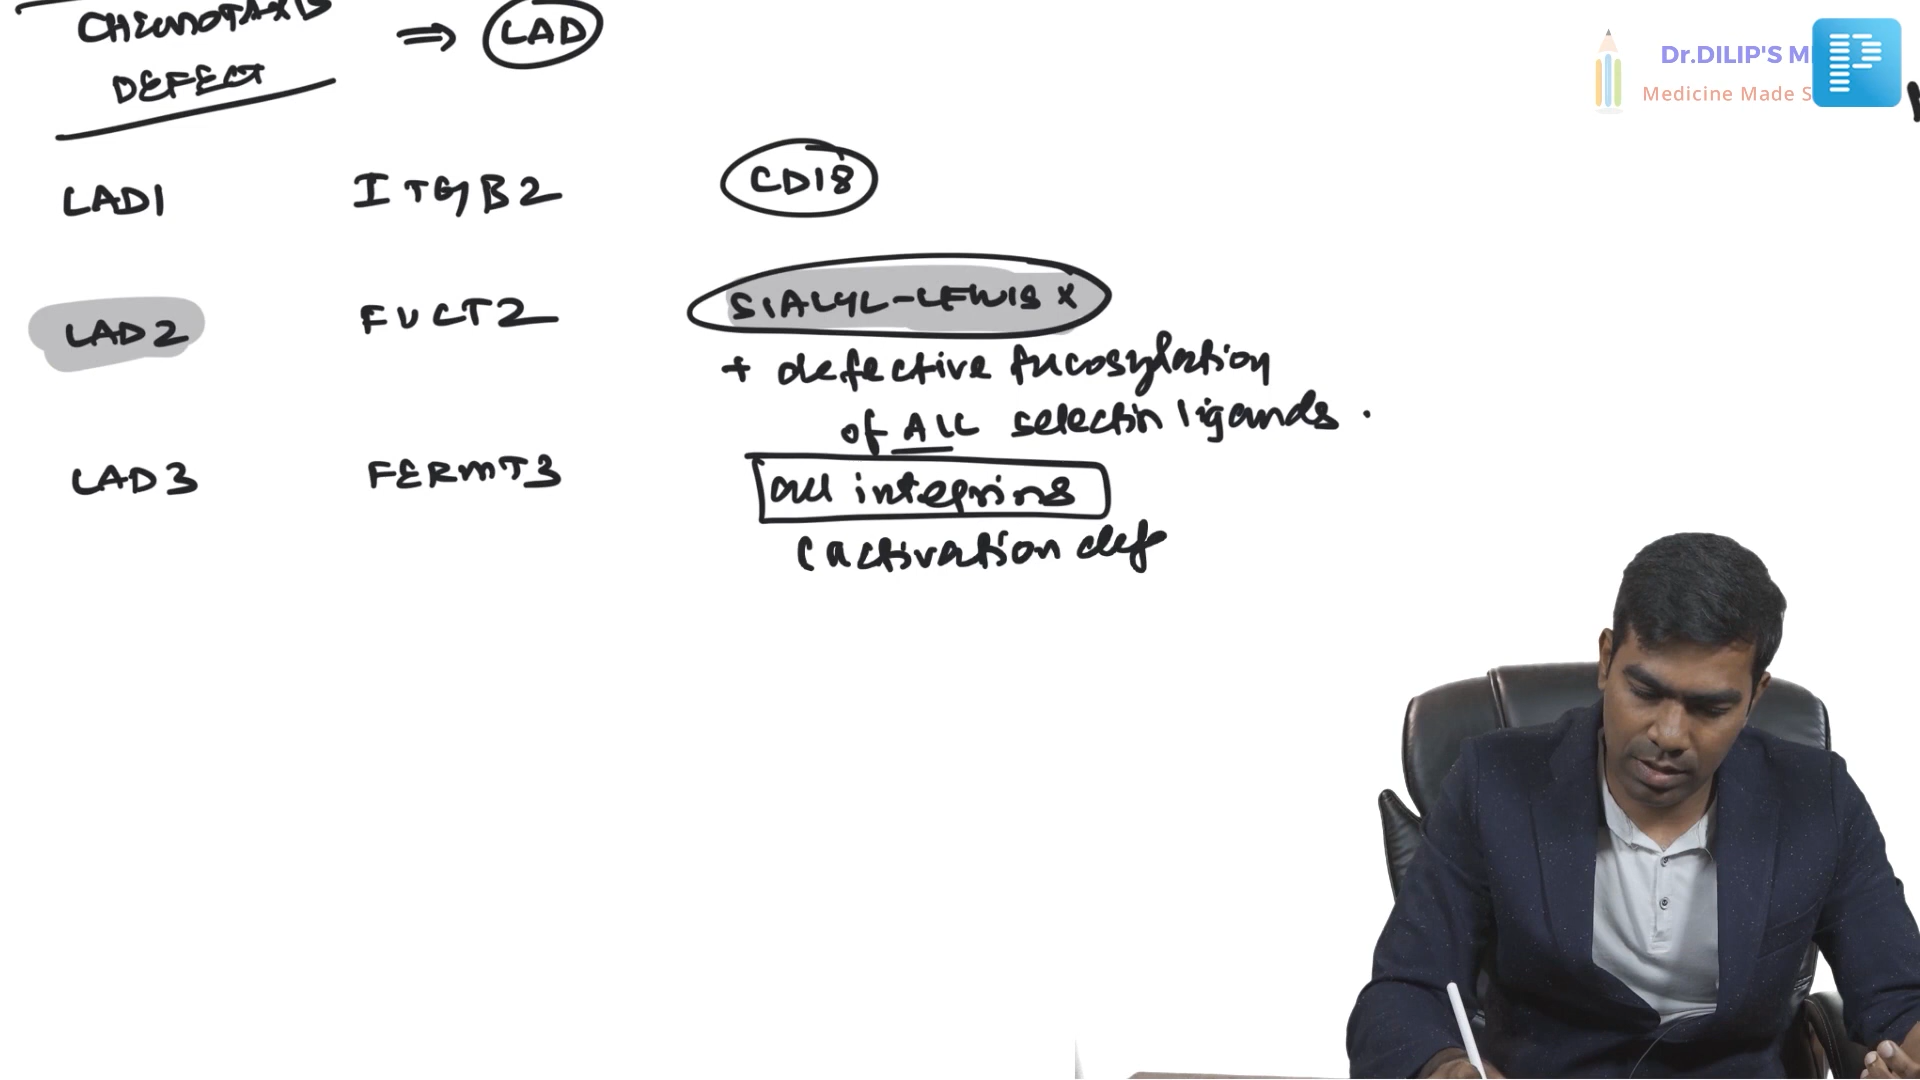 CHEMOTAXIS
DEFECT
⇒ LAD
Dr.DILIP'S M
Medicine Made S
LAD1 ITGB2 CD18
LAD2 FUCT2 SIALYL-LEWIS X
+ defective fucosylation
of ALL selectin ligands.
LAD3 FERMT3 all integrins
(activation def